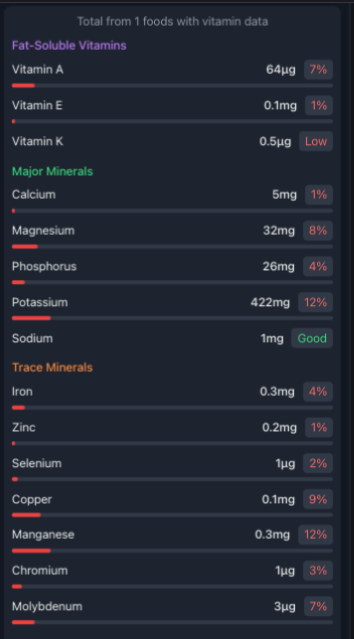 Total from 1 foods with vitamin data
Fat-Soluble Vitamins
Vitamin A 64μg 7%
Vitamin E 0.1mg 1%
Vitamin K 0.5μg Low
Major Minerals
Calcium 5mg 1%
Magnesium 32mg 8%
Phosphorus 26mg 4%
Potassium 422mg 12%
Sodium 1mg Good
Trace Minerals
Iron 0.3mg 4%
Zinc 0.2mg 1%
Selenium 1μg 2%
Copper 0.1mg 9%
Manganese 0.3mg 12%
Chromium 1μg 3%
Molybdenum 3μg 7%